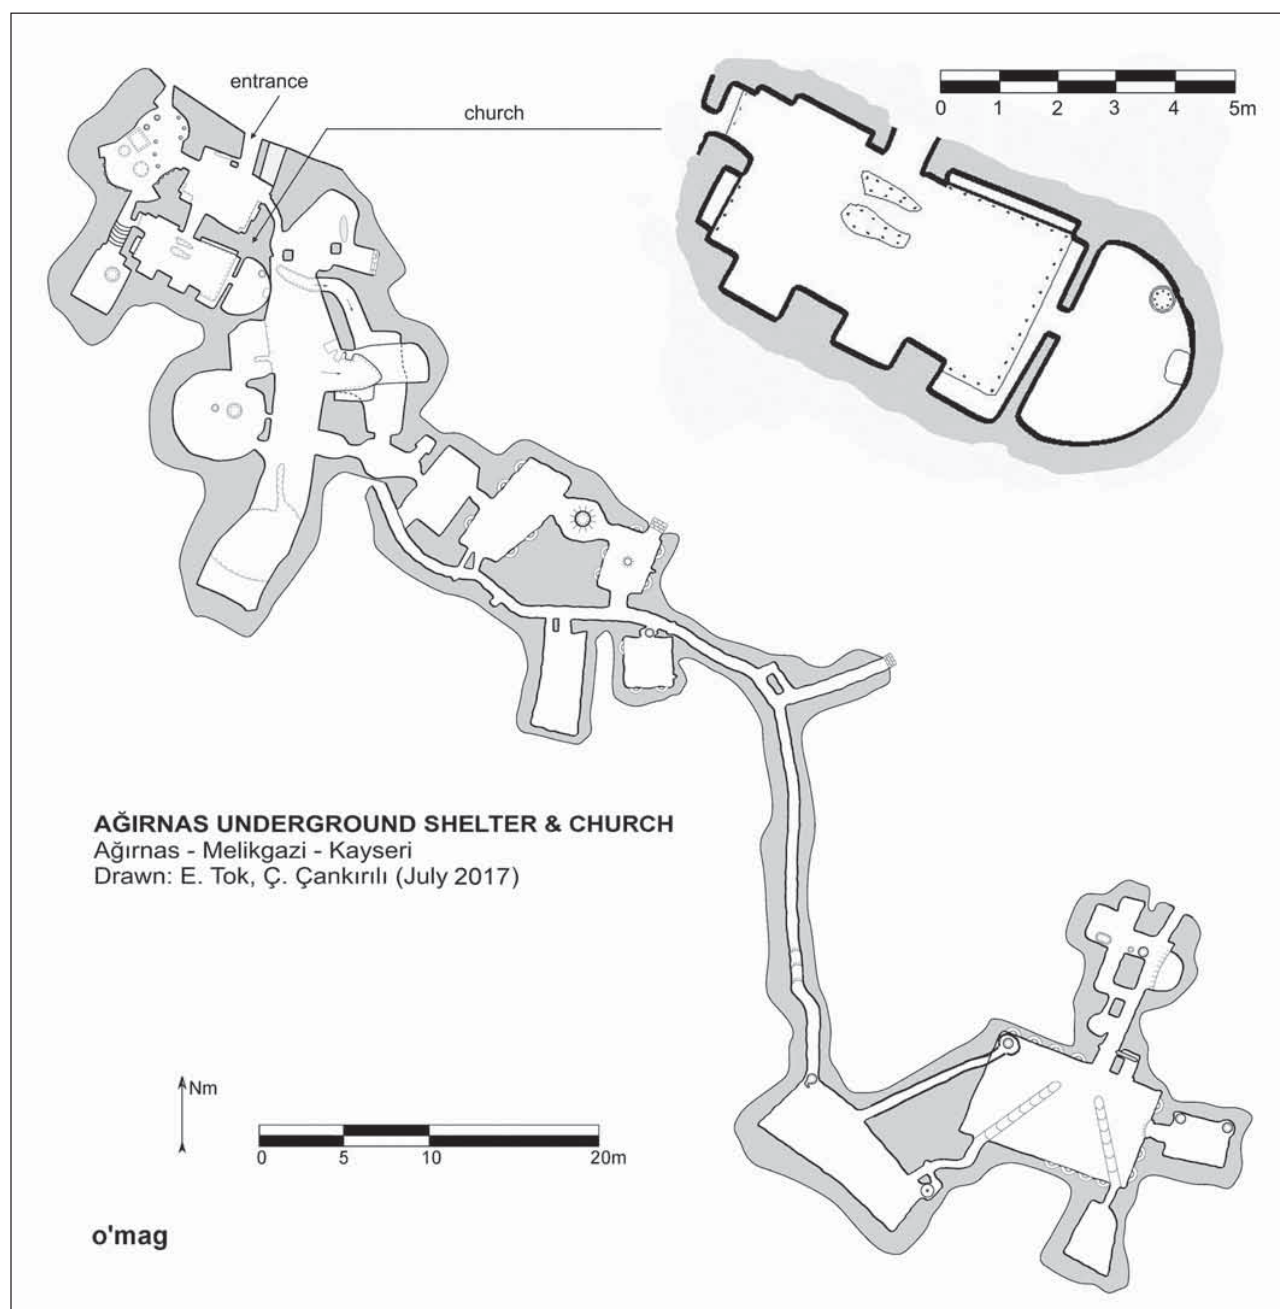 entrance
church
0 1 2 3 4 5m
AĞIRNAS UNDERGROUND SHELTER & CHURCH
Ağırnas - Melikgazi - Kayseri
Drawn: E. Tok, Ç. Çankırılı (July 2017)
Nm
0 5 10 20m
o'mag